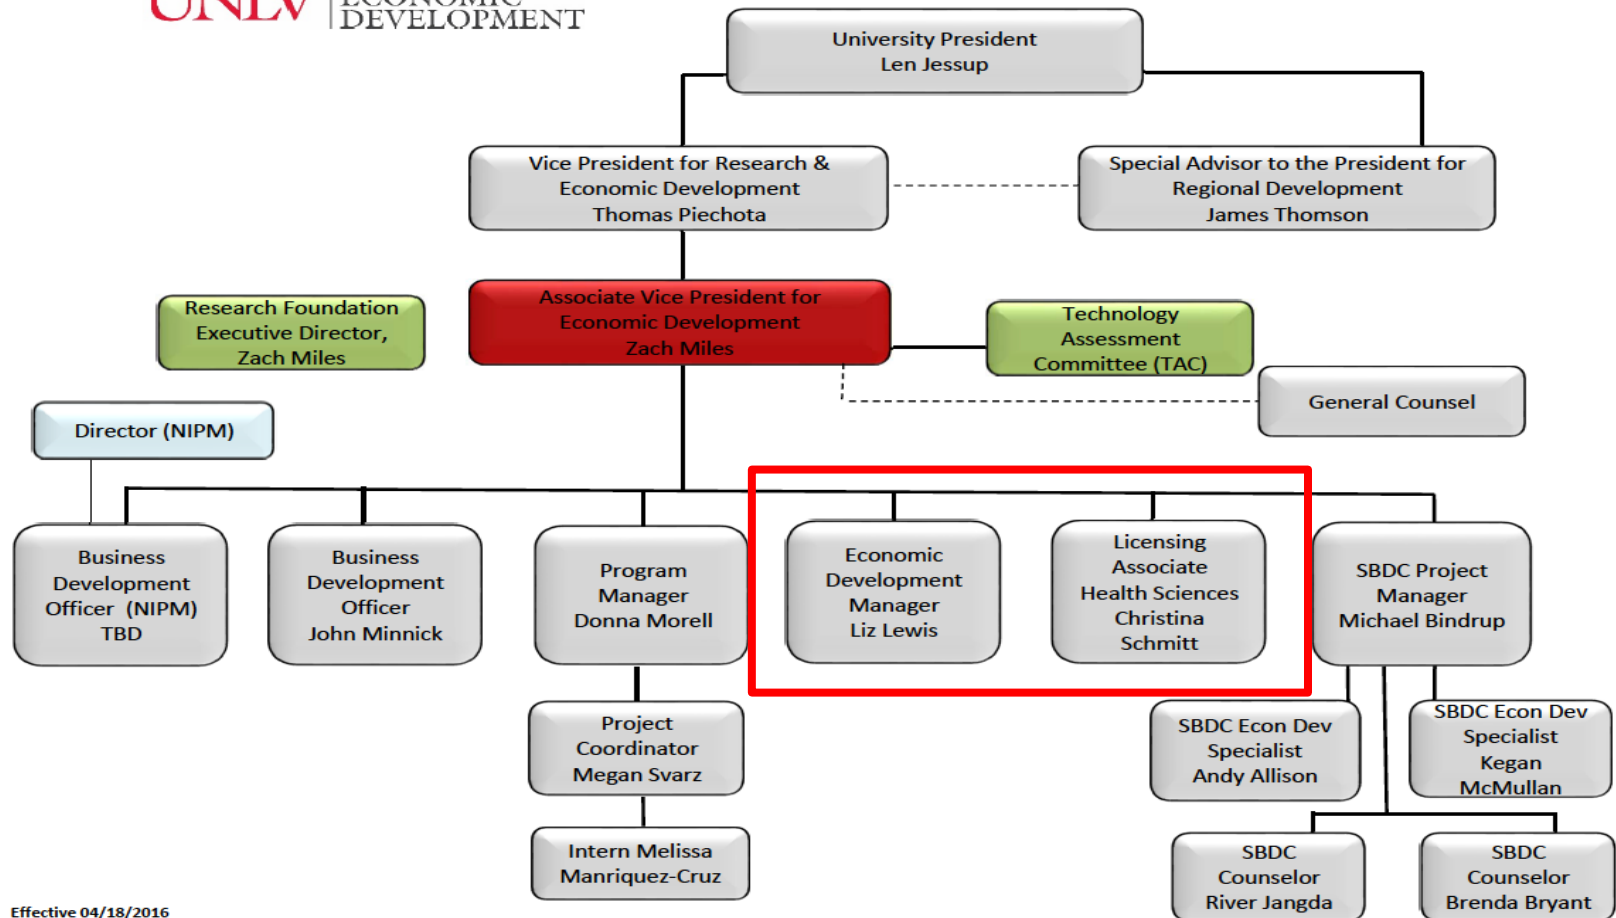 UNLV
ECONOMIC
DEVELOPMENT
University President
Len Jessup
Vice President for Research &
Economic Development
Thomas Piechota
Special Advisor to the President for
Regional Development
James Thomson
Research Foundation
Executive Director,
Zach Miles
Associate Vice President for
Economic Development
Zach Miles
Technology
Assessment
Committee (TAC)
General Counsel
Director (NIPM)
Business
Development
Officer (NIPM)
TBD
Business
Development
Officer
John Minnick
Program
Manager
Donna Morell
Economic
Development
Manager
Liz Lewis
Licensing
Associate
Health Sciences
Christina
Schmitt
SBDC Project
Manager
Michael Bindrup
Project
Coordinator
Megan Svarz
SBDC Econ Dev
Specialist
Andy Allison
SBDC Econ Dev
Specialist
Kegan
McMullan
Intern Melissa
Manriquez-Cruz
SBDC
Counselor
River Jangda
SBDC
Counselor
Brenda Bryant
Effective 04/18/2016